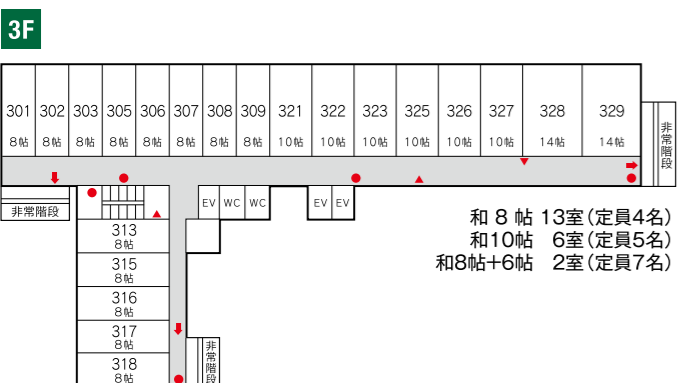 3F
301 302 303 305 306 307 308 309 321 322 323 325 326 327 328 329
8帖 8帖 8帖 8帖 8帖 8帖 8帖 8帖 10帖 10帖 10帖 10帖 10帖 10帖 14帖 14帖
非常階段
非常階段
EV WC WC EV EV
和 8 帖 13室(定員4名)
和10帖 6室(定員5名)
和8帖+6帖 2室(定員7名)
313
8帖
315
8帖
316
8帖
317
8帖
318
8帖
非常階段